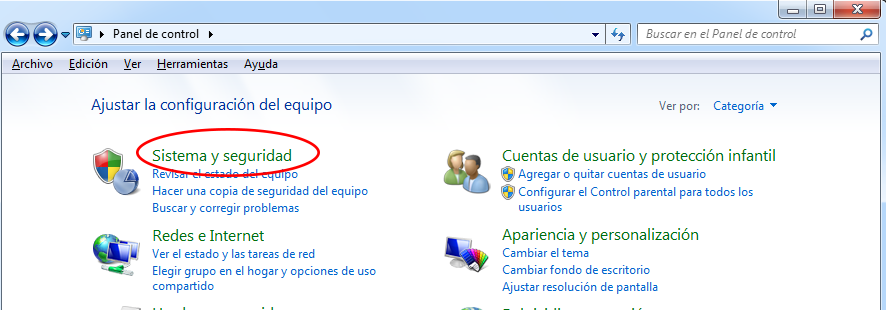 Panel de control
Buscar en el Panel de control
Archivo Edición Ver Herramientas Ayuda
Ajustar la configuración del equipo
Ver por: Categoría
Sistema y seguridad
Revisar el estado del equipo
Hacer una copia de seguridad del equipo
Buscar y corregir problemas
Redes e Internet
Ver el estado y las tareas de red
Elegir grupo en el hogar y opciones de uso
compartido
Cuentas de usuario y protección infantil
Agregar o quitar cuentas de usuario
Configurar el Control parental para todos los
usuarios
Apariencia y personalización
Cambiar el tema
Cambiar fondo de escritorio
Ajustar resolución de pantalla